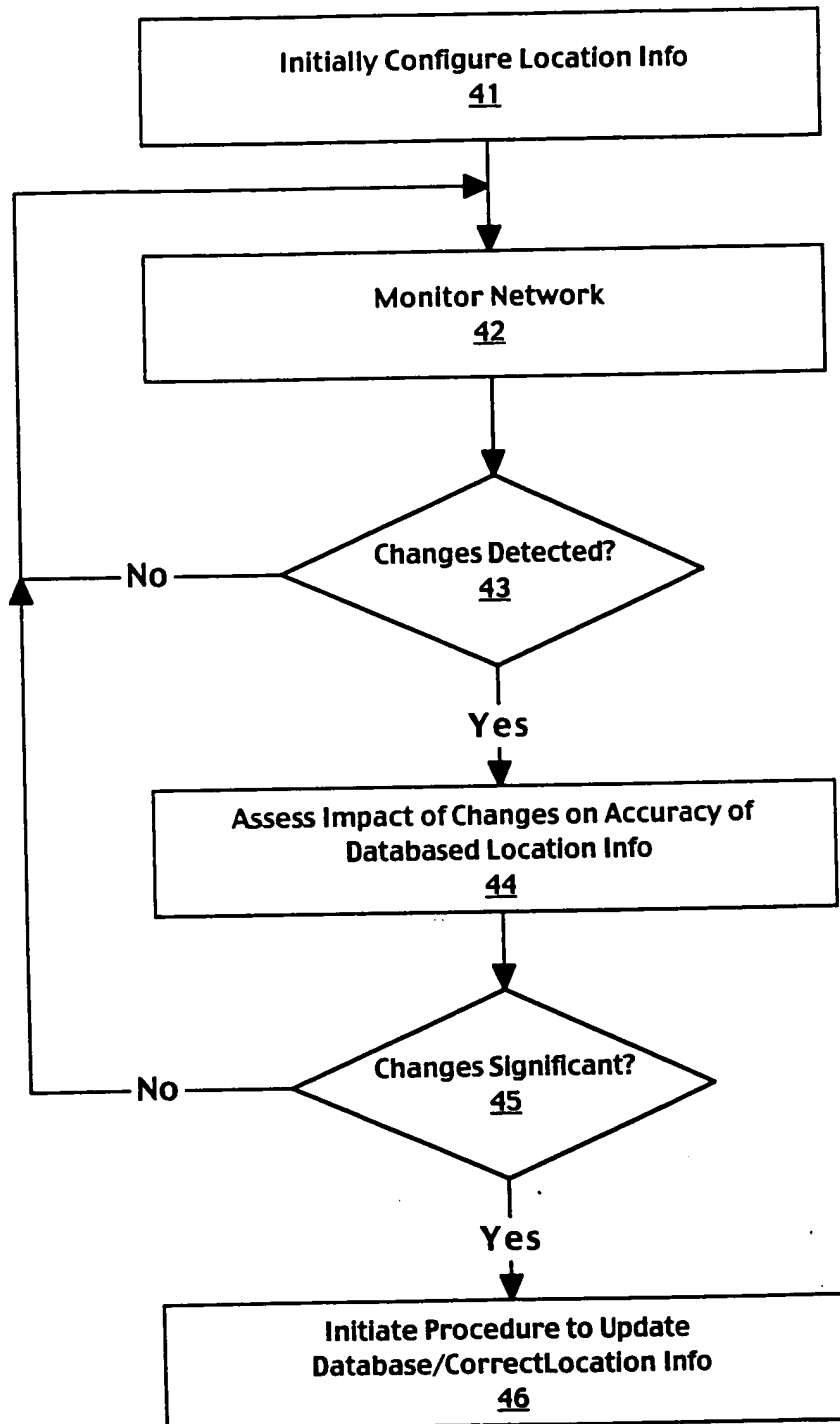 Initially Configure Location Info
41
Monitor Network
42
Changes Detected?
43
No
Yes
Assess Impact of Changes on Accuracy of
Databased Location Info
44
Changes Significant?
45
No
Yes
Initiate Procedure to Update
Database/CorrectLocation Info
46